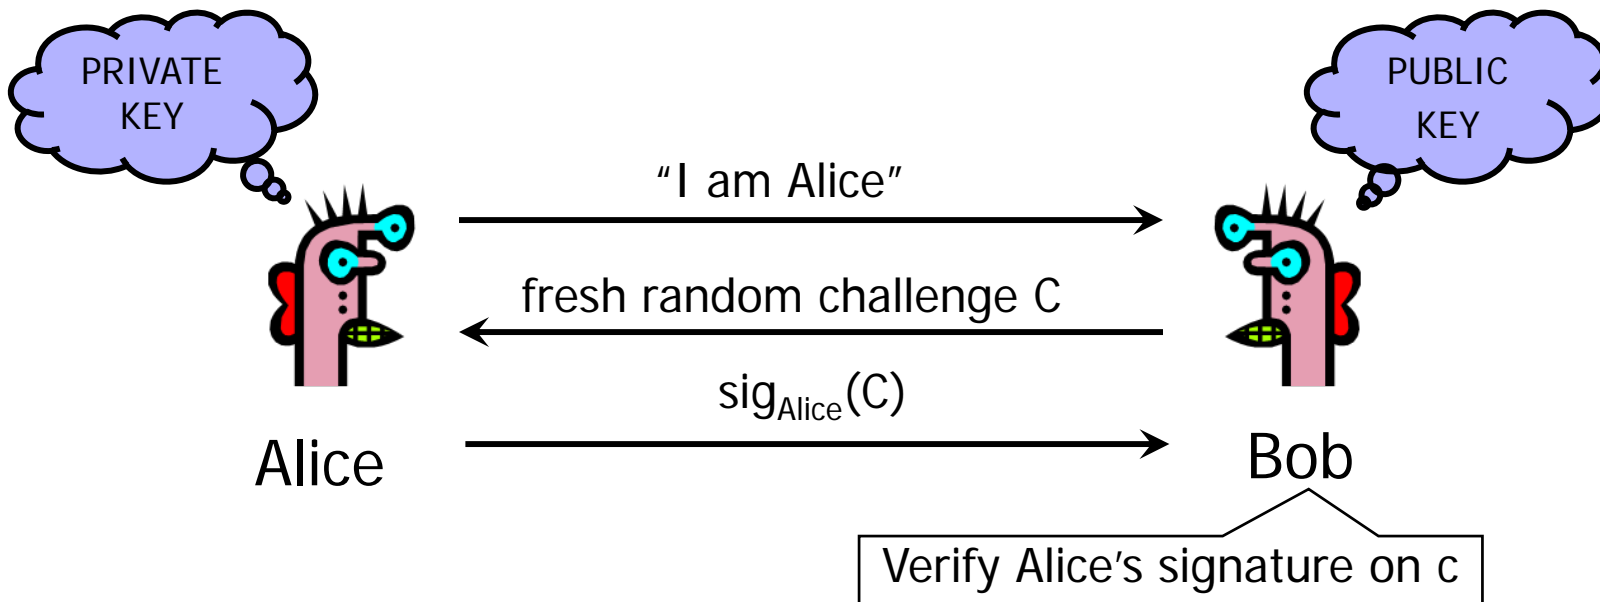 PRIVATE
KEY
PUBLIC
KEY
“I am Alice”
fresh random challenge C
sigAlice(C)
Alice
Bob
Verify Alice’s signature on c